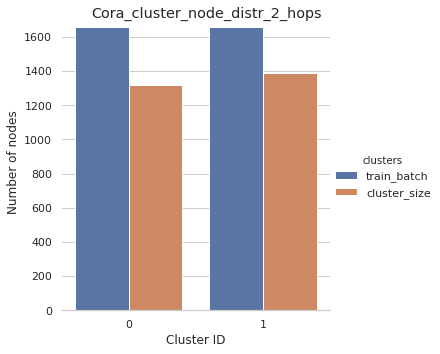 Cora_cluster_node_distr_2_hops
Number of nodes
1600
1400
1200
1000
800
600
400
200
0
0 1
Cluster ID
clusters
train_batch
cluster_size